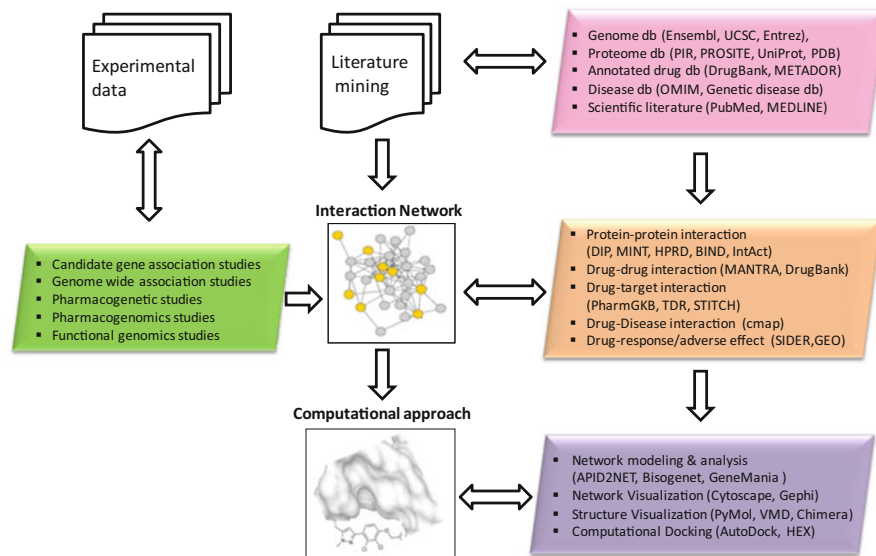 Experimental
data
Literature
mining
▪ Genome db (Ensembl, UCSC, Entrez),
▪ Proteome db (PIR, PROSITE, UniProt, PDB)
▪ Annotated drug db (DrugBank, METADOR)
▪ Disease db (OMIM, Genetic disease db)
▪ Scientific literature (PubMed, MEDLINE)
▪ Candidate gene association studies
▪ Genome wide association studies
▪ Pharmacogenetic studies
▪ Pharmacogenomics studies
▪ Functional genomics studies
Interaction Network
▪ Protein-protein interaction
(DIP, MINT, HPRD, BIND, IntAct)
▪ Drug-drug interaction (MANTRA, DrugBank)
▪ Drug-target interaction
(PharmGKB, TDR, STITCH)
▪ Drug-Disease interaction (cmap)
▪ Drug-response/adverse effect (SIDER,GEO)
Computational approach
▪ Network modeling & analysis
(APID2NET, Bisogenet, GeneMania )
▪ Network Visualization (Cytoscape, Gephi)
▪ Structure Visualization (PyMol, VMD, Chimera)
▪ Computational Docking (AutoDock, HEX)